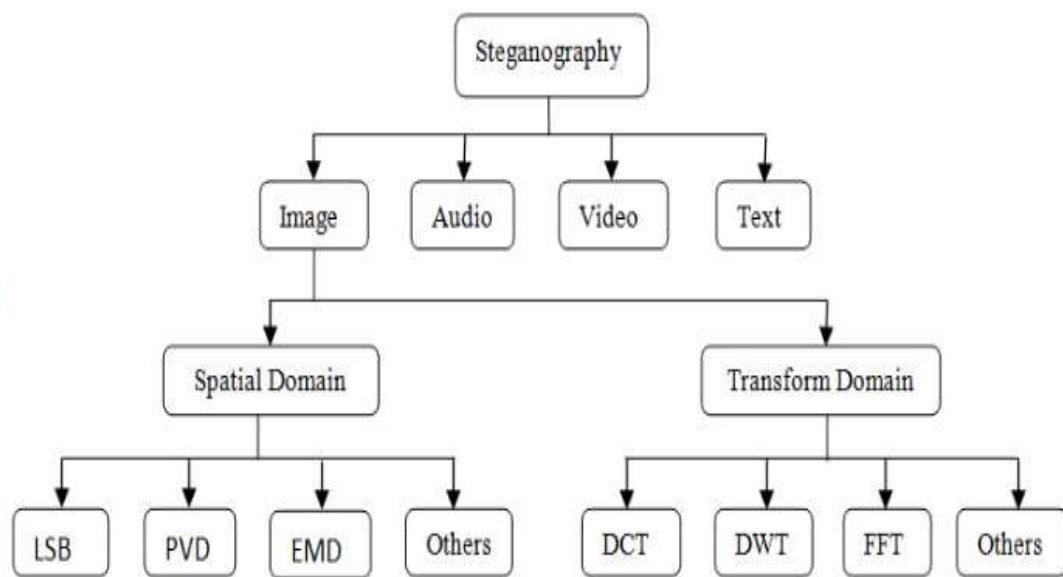 Steganography
Image
Audio
Video
Text
Spatial Domain
Transform Domain
LSB
PVD
EMD
Others
DCT
DWT
FFT
Others